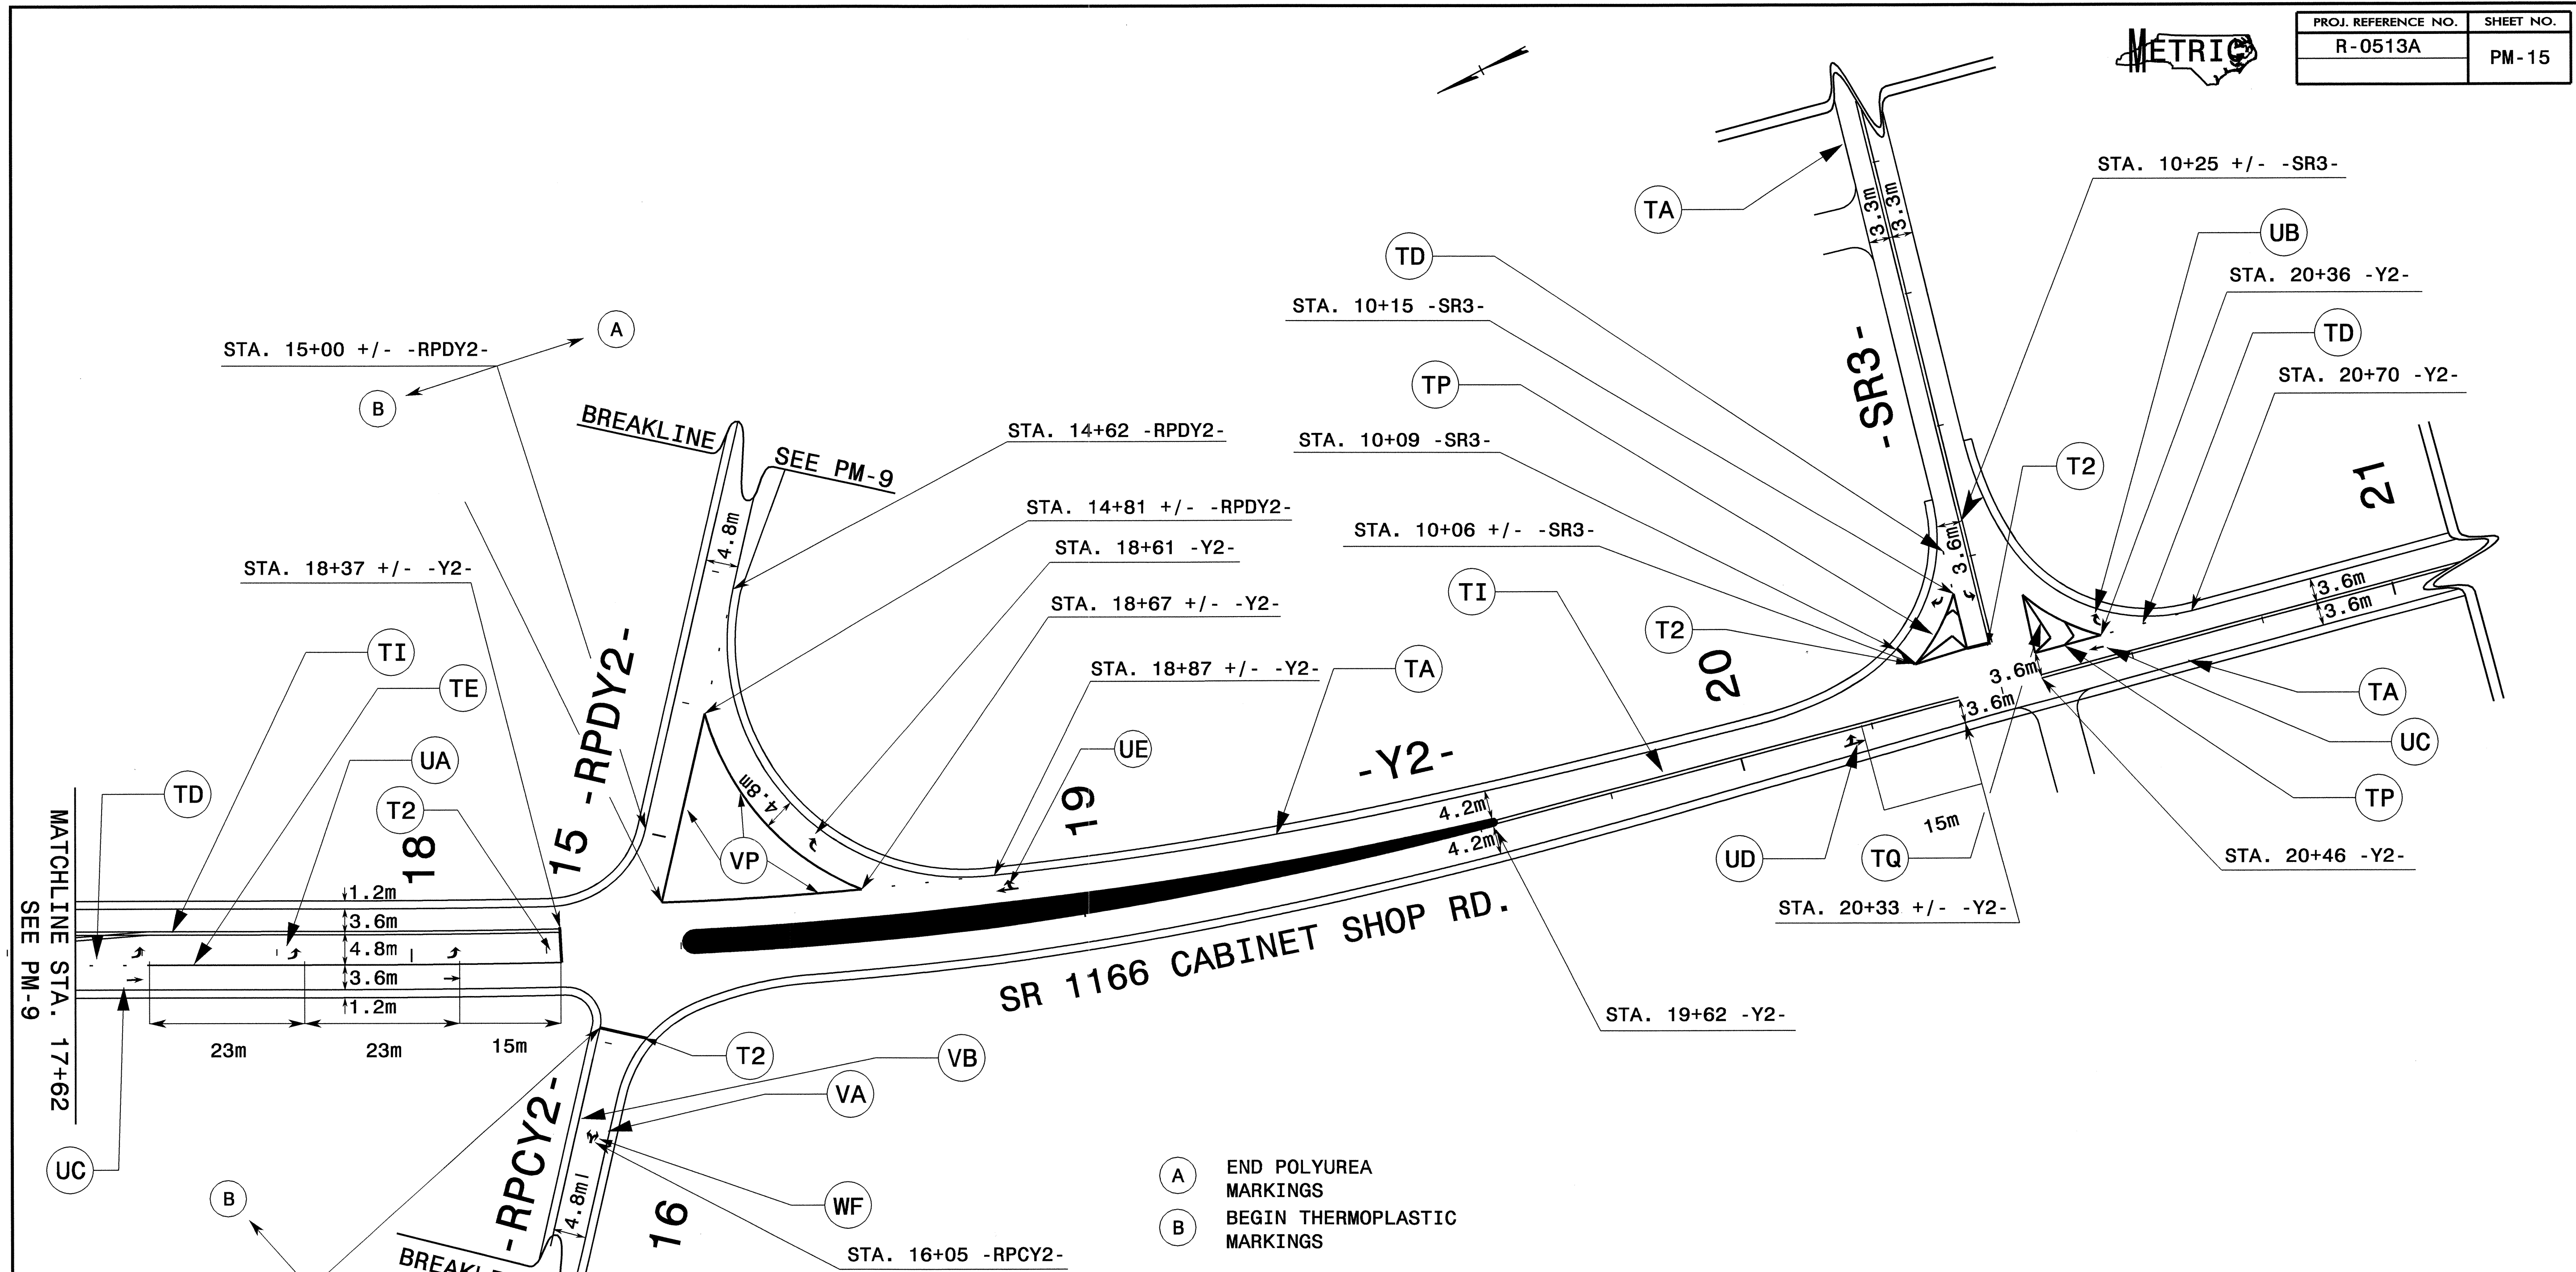 PROJ. REFERENCE NO.
SHEET NO.
R-0513A
PM-15
METRIC
STA. 10+25 +/- -SR3-
TA
3.3m
3.3m
UB
TD
STA. 20+36 -Y2-
STA. 10+15 -SR3-
A
TD
STA. 15+00 +/- -RPDY2-
-SR3-
TP
STA. 20+70 -Y2-
B
BREAKLINE
STA. 14+62 -RPDY2-
STA. 10+09 -SR3-
SEE PM-9
T2
21
STA. 14+81 +/- -RPDY2-
4.8m
STA. 10+06 +/- -SR3-
3.6m
STA. 18+61 -Y2-
STA. 18+37 +/- -Y2-
TI
3.6m
3.6m
STA. 18+67 +/- -Y2-
T2
TI
15 -RPDY2-
STA. 18+87 +/- -Y2-
TA
20
3.6m
TE
TA
3.6m
UA
UE
-Y2-
UC
TD
4.8m
T2
19
4.2m
TP
MATCHLINE STA. 17+62
SEE PM-9
18
4.2m
15m
VP
UD
TQ
STA. 20+46 -Y2-
1.2m
3.6m
4.8m
3.6m
1.2m
STA. 20+33 +/- -Y2-
SR 1166 CABINET SHOP RD.
STA. 19+62 -Y2-
23m
23m
15m
T2
VB
VA
-RPCY2-
UC
4.8m
16
WF
B
STA. 16+05 -RPCY2-
A
END POLYUREA
MARKINGS
B
BEGIN THERMOPLASTIC
MARKINGS